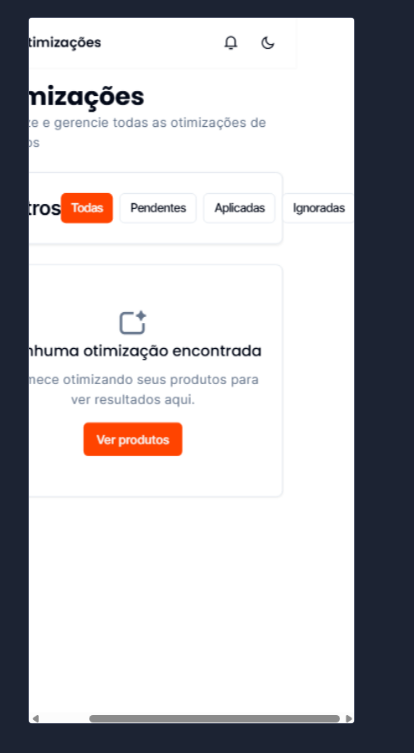 timizações
mizações
ze e gerencie todas as otimizações de
os
tros Todas Pendentes Aplicadas Ignoradas
nhuma otimização encontrada
mece otimizando seus produtos para
ver resultados aqui.
Ver produtos